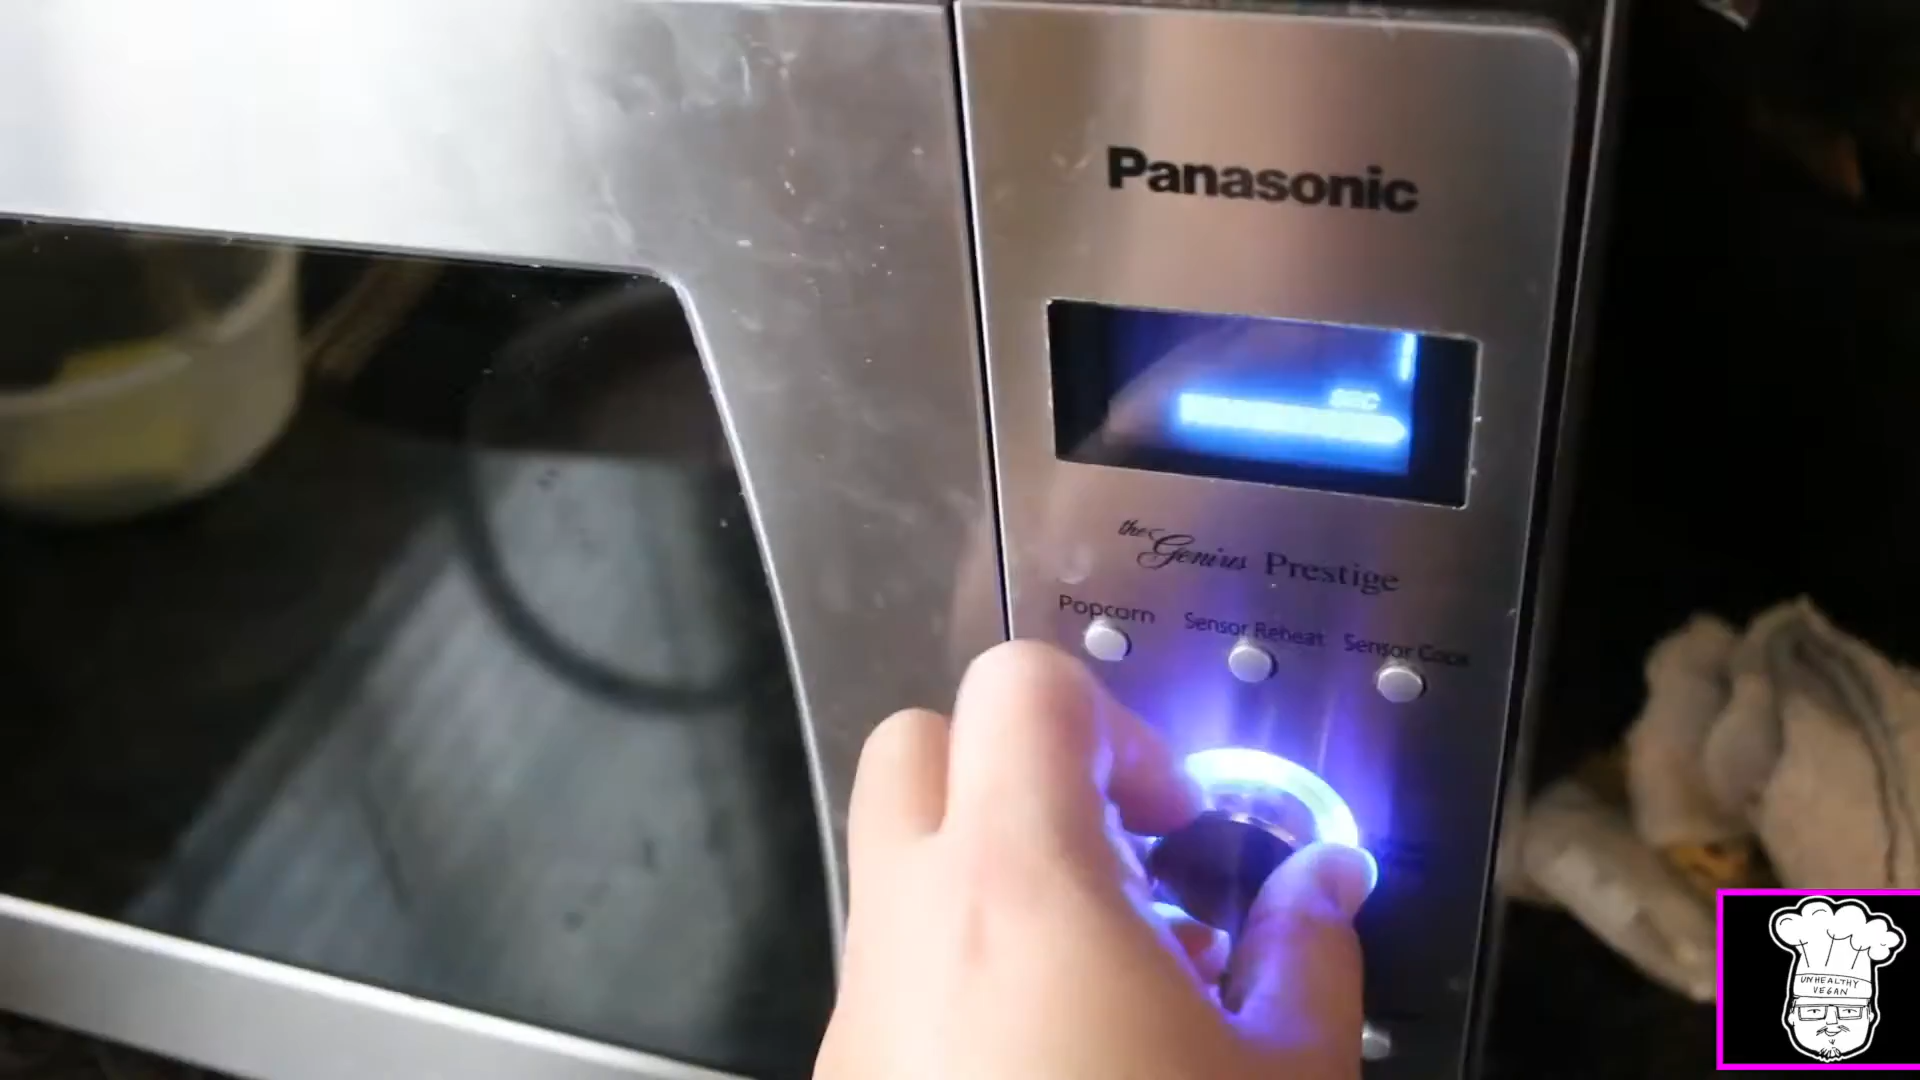 Panasonic
SEC
the Genius Prestige
Popcorn
Sensor Reheat
Sensor Cook
UNHEALTHY
VEGAN